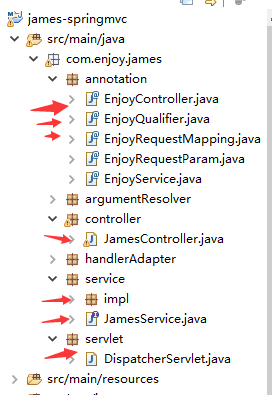 james-springmvc
src/main/java
com.enjoy.james
annotation
EnjoyController.java
EnjoyQualifier.java
EnjoyRequestMapping.java
EnjoyRequestParam.java
EnjoyService.java
argumentResolver
controller
JamesController.java
handlerAdapter
service
impl
JamesService.java
servlet
DispatcherServlet.java
src/main/resources